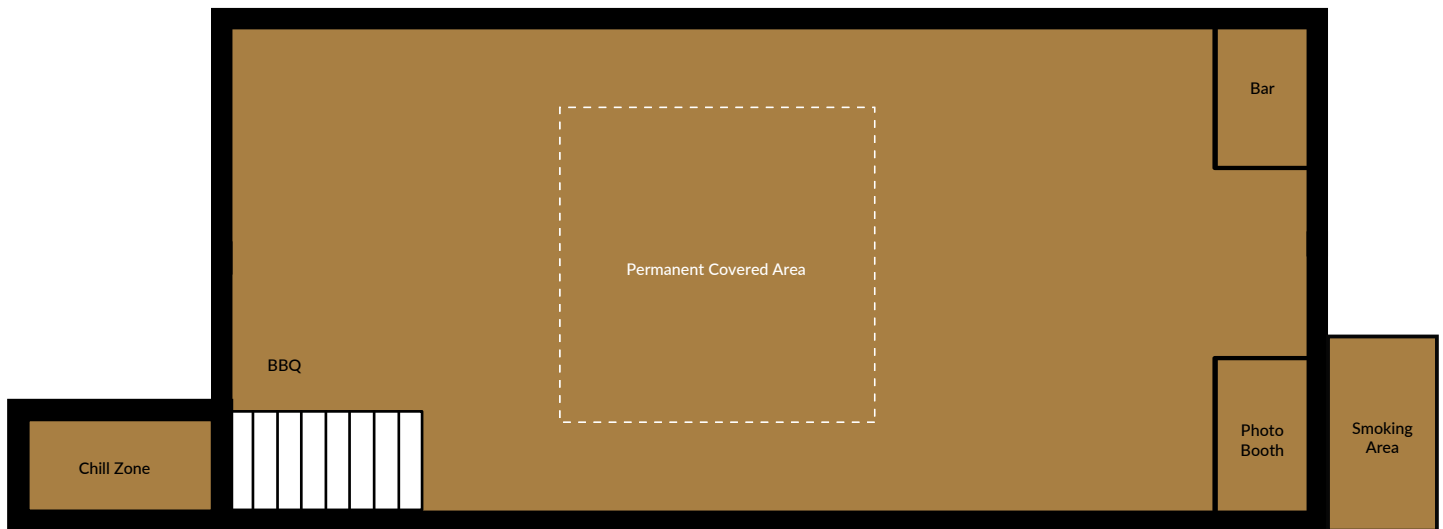 Bar
Permanent Covered Area
BBQ
Photo
Booth
Smoking
Area
Chill Zone